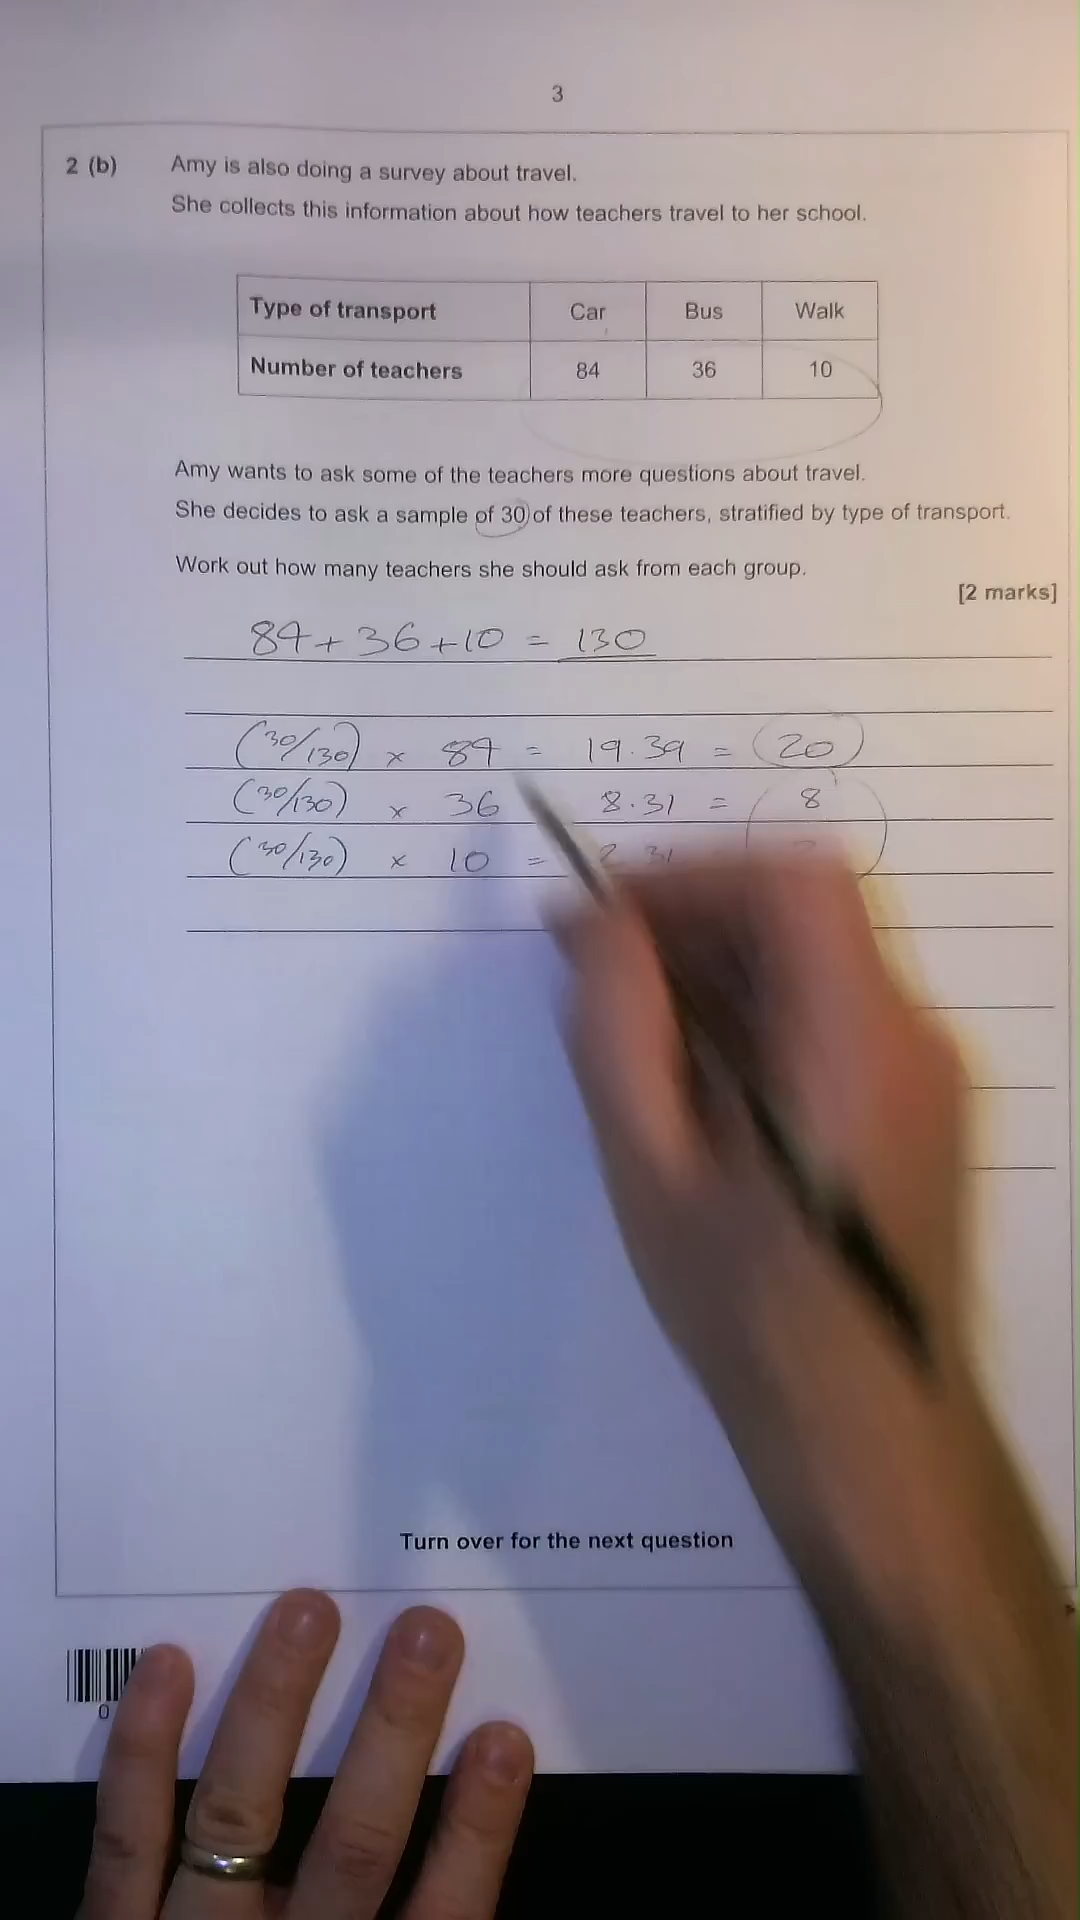 3
2 (b) Amy is also doing a survey about travel.
She collects this information about how teachers travel to her school.
Type of transport Car Bus Walk
Number of teachers 84 36 10
Amy wants to ask some of the teachers more questions about travel.
She decides to ask a sample of 30 of these teachers, stratified by type of transport.
Work out how many teachers she should ask from each group.
[2 marks]
84 + 36 + 10 = 130
(30/130) × 84 = 19.39 = 20
(30/130) × 36 8.31 = 8
(30/130) × 10 = 2.31
Turn over for the next question
0